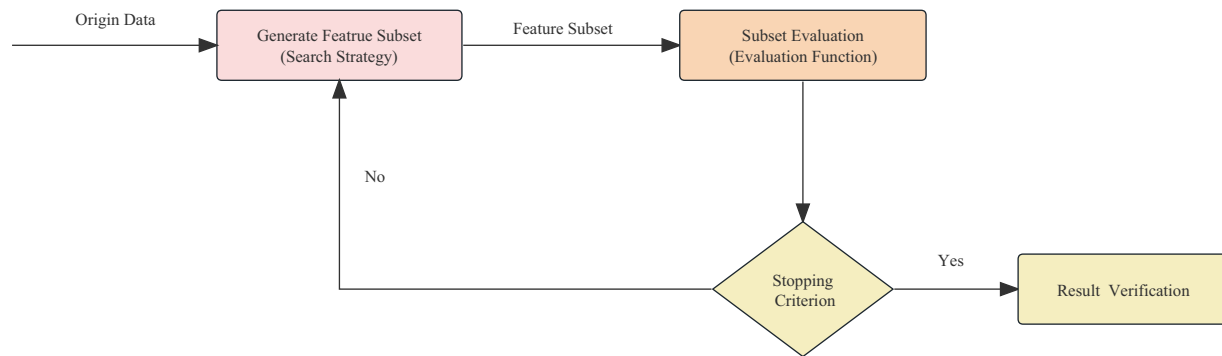 Origin Data
Generate Featrue Subset
(Search Strategy)
Feature Subset
Subset Evaluation
(Evaluation Function)
No
Stopping
Criterion
Yes
Result Verification